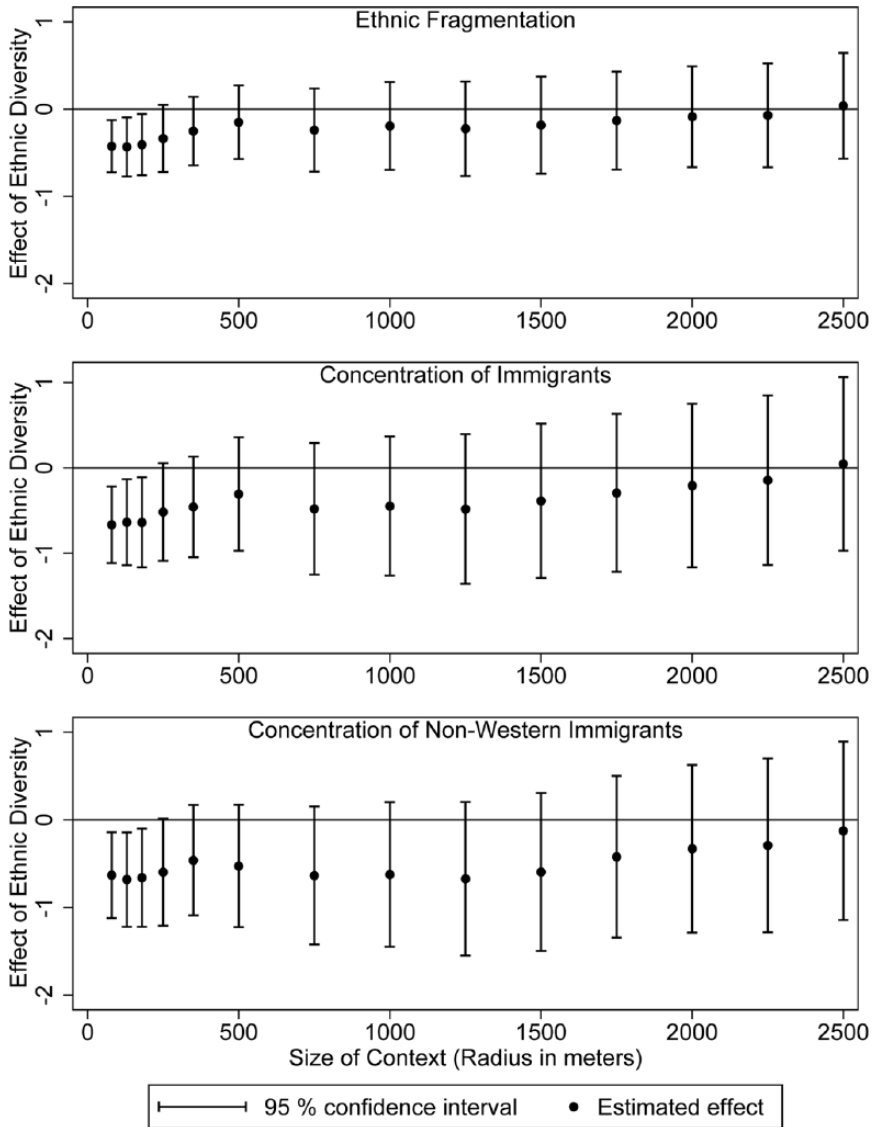 Ethnic Fragmentation
Effect of Ethnic Diversity
1
0
-1
-2
0 500 1000 1500 2000 2500
Concentration of Immigrants
Effect of Ethnic Diversity
1
0
-1
-2
0 500 1000 1500 2000 2500
Concentration of Non-Western Immigrants
Effect of Ethnic Diversity
1
0
-1
-2
0 500 1000 1500 2000 2500
Size of Context (Radius in meters)
95 % confidence interval Estimated effect